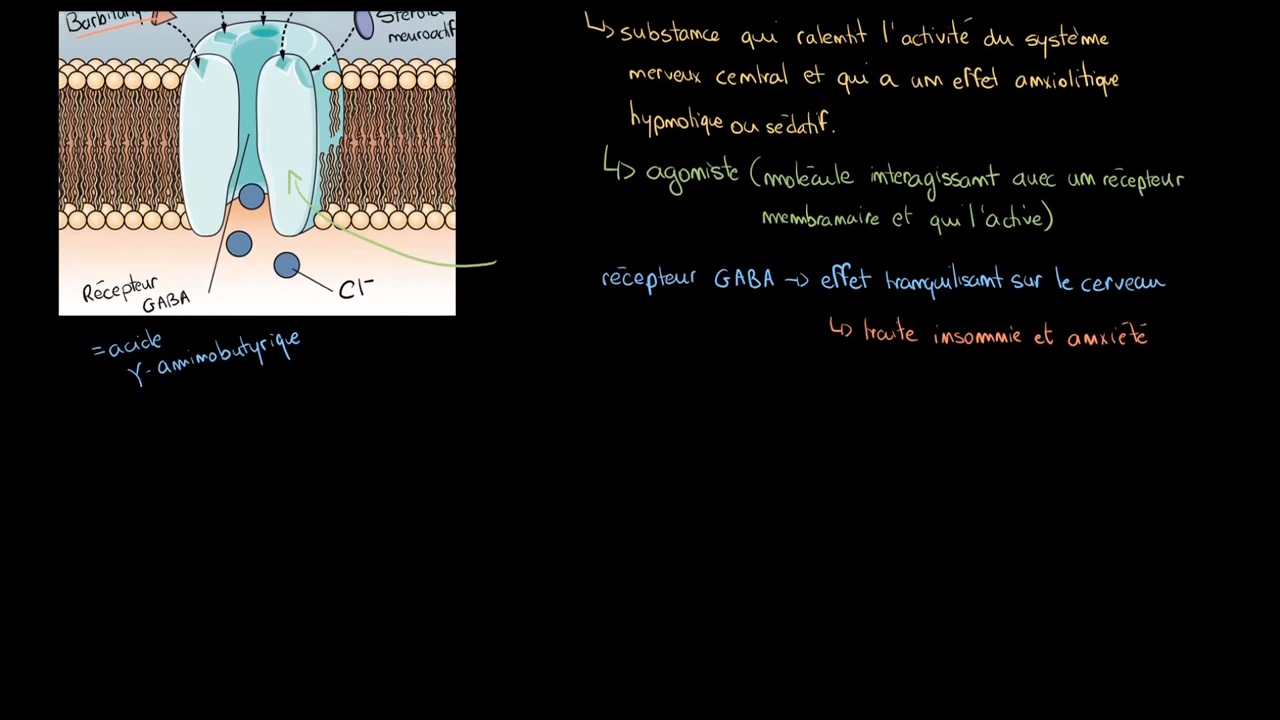 Barbiturique
Stéroïde
neuroactif
Récepteur
GABA
Cl-
= acide
γ-aminobutyrique
↳ substance qui ralentit l'activité du système
nerveux central et qui a un effet anxiolitique
hypnotique ou sédatif.
↳ agoniste (molécule interagissant avec un récepteur
membranaire et qui l'active)
récepteur GABA → effet tranquilisant sur le cerveau
↳ traite insomnie et anxiété